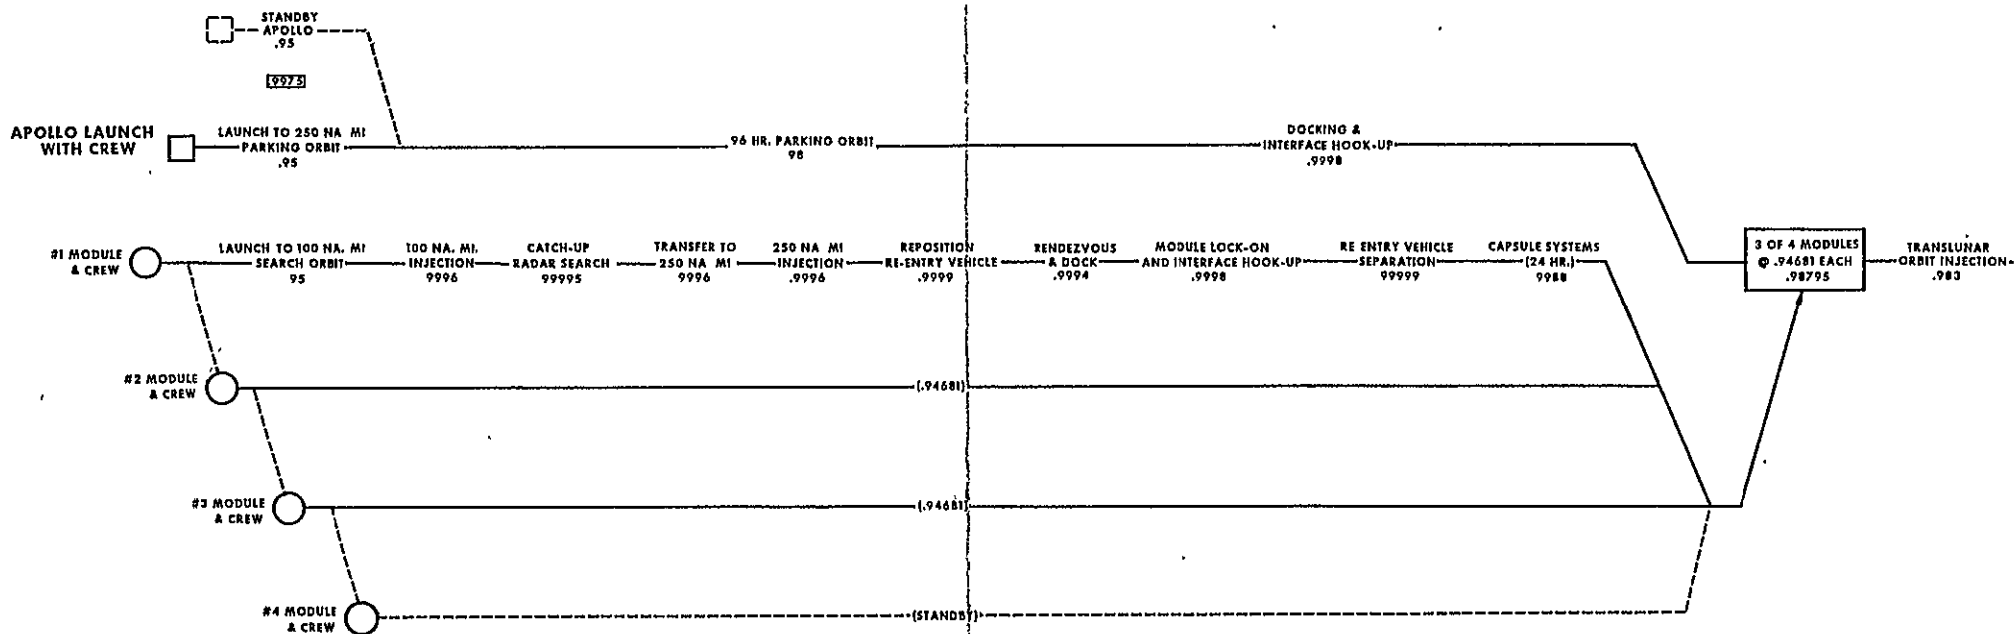 STANDBY
APOLLO
.95
.9975
APOLLO LAUNCH
WITH CREW
LAUNCH TO 250 NA MI
PARKING ORBIT
.95
96 HR. PARKING ORBIT
98
DOCKING &
INTERFACE HOOK-UP
.9998
#1 MODULE
& CREW
LAUNCH TO 100 NA. MI
SEARCH ORBIT
95
100 NA. MI.
INJECTION
9996
CATCH-UP
RADAR SEARCH
99995
TRANSFER TO
250 NA MI
9996
250 NA MI
INJECTION
.9996
REPOSITION
RE-ENTRY VEHICLE
.9999
RENDEZVOUS
& DOCK
.9994
MODULE LOCK-ON
AND INTERFACE HOOK-UP
.9998
RE ENTRY VEHICLE
SEPARATION
99999
CAPSULE SYSTEMS
(24 HR.)
9988
3 OF 4 MODULES
@ .94681 EACH
.98795
TRANSLUNAR
ORBIT INJECTION
.983
#2 MODULE
& CREW
(.94681)
#3 MODULE
& CREW
(.94681)
#4 MODULE
& CREW
(STANDBY)